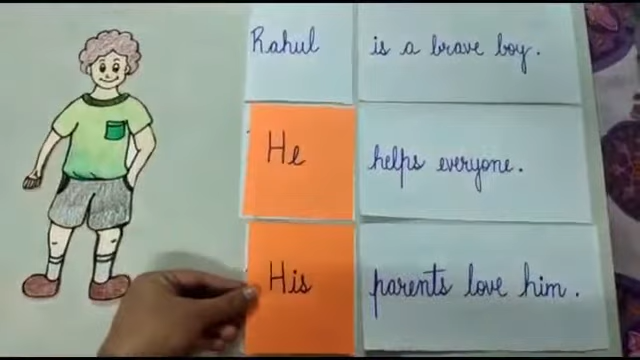 Rahul is a brave boy.
He helps everyone.
His parents love him.